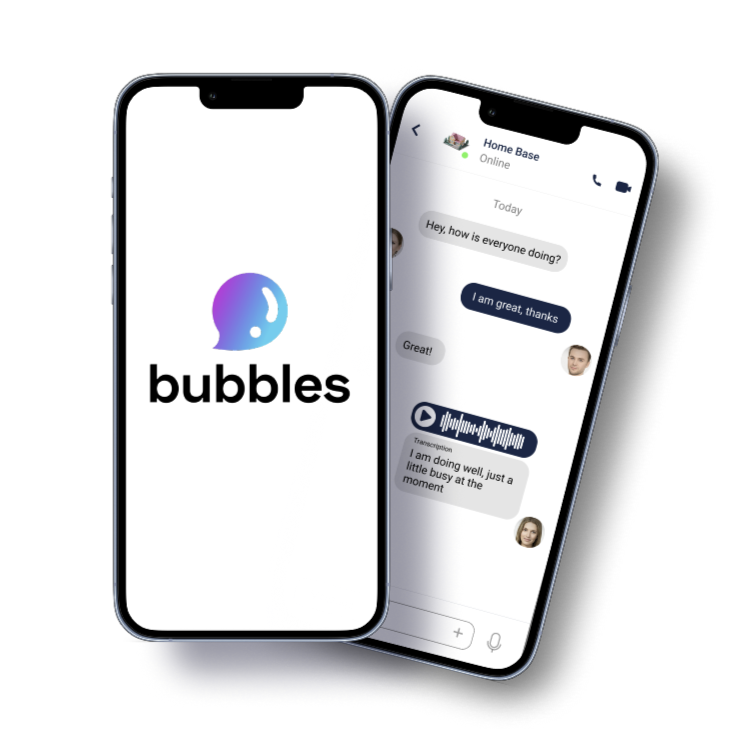 bubbles
Home Base
Online
Today
Hey, how is everyone doing?
I am great, thanks
Great!
Transcription
I am doing well, just a
little busy at the
moment